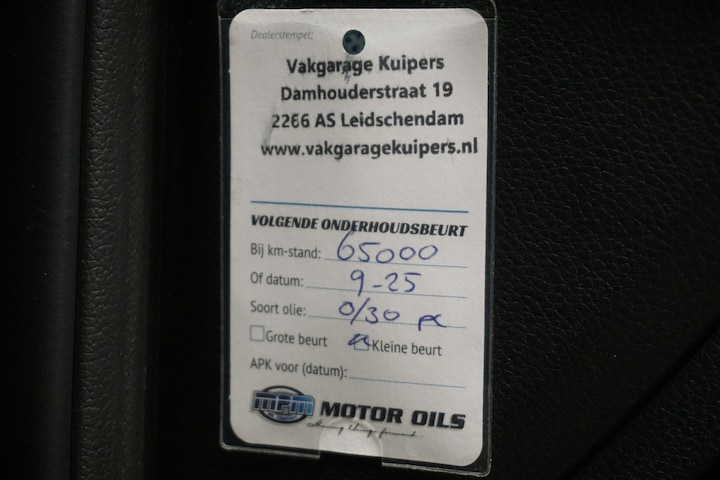 Dealerstempel:
Vakgarage Kuipers
Damhouderstraat 19
2266 AS Leidschendam
www.vakgaragekuipers.nl
VOLGENDE ONDERHOUDSBEURT
Bij km-stand: 65000
Of datum: 9-25
Soort olie: 0/30
Grote beurt Kleine beurt
APK voor (datum):
MPM MOTOR OILS